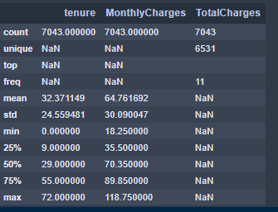 tenure MonthlyCharges TotalCharges
count 7043.000000 7043.000000 7043
unique NaN NaN 6531
top NaN NaN
freq NaN NaN 11
mean 32.371149 64.761692 NaN
std 24.559481 30.090047 NaN
min 0.000000 18.250000 NaN
25% 9.000000 35.500000 NaN
50% 29.000000 70.350000 NaN
75% 55.000000 89.850000 NaN
max 72.000000 118.750000 NaN